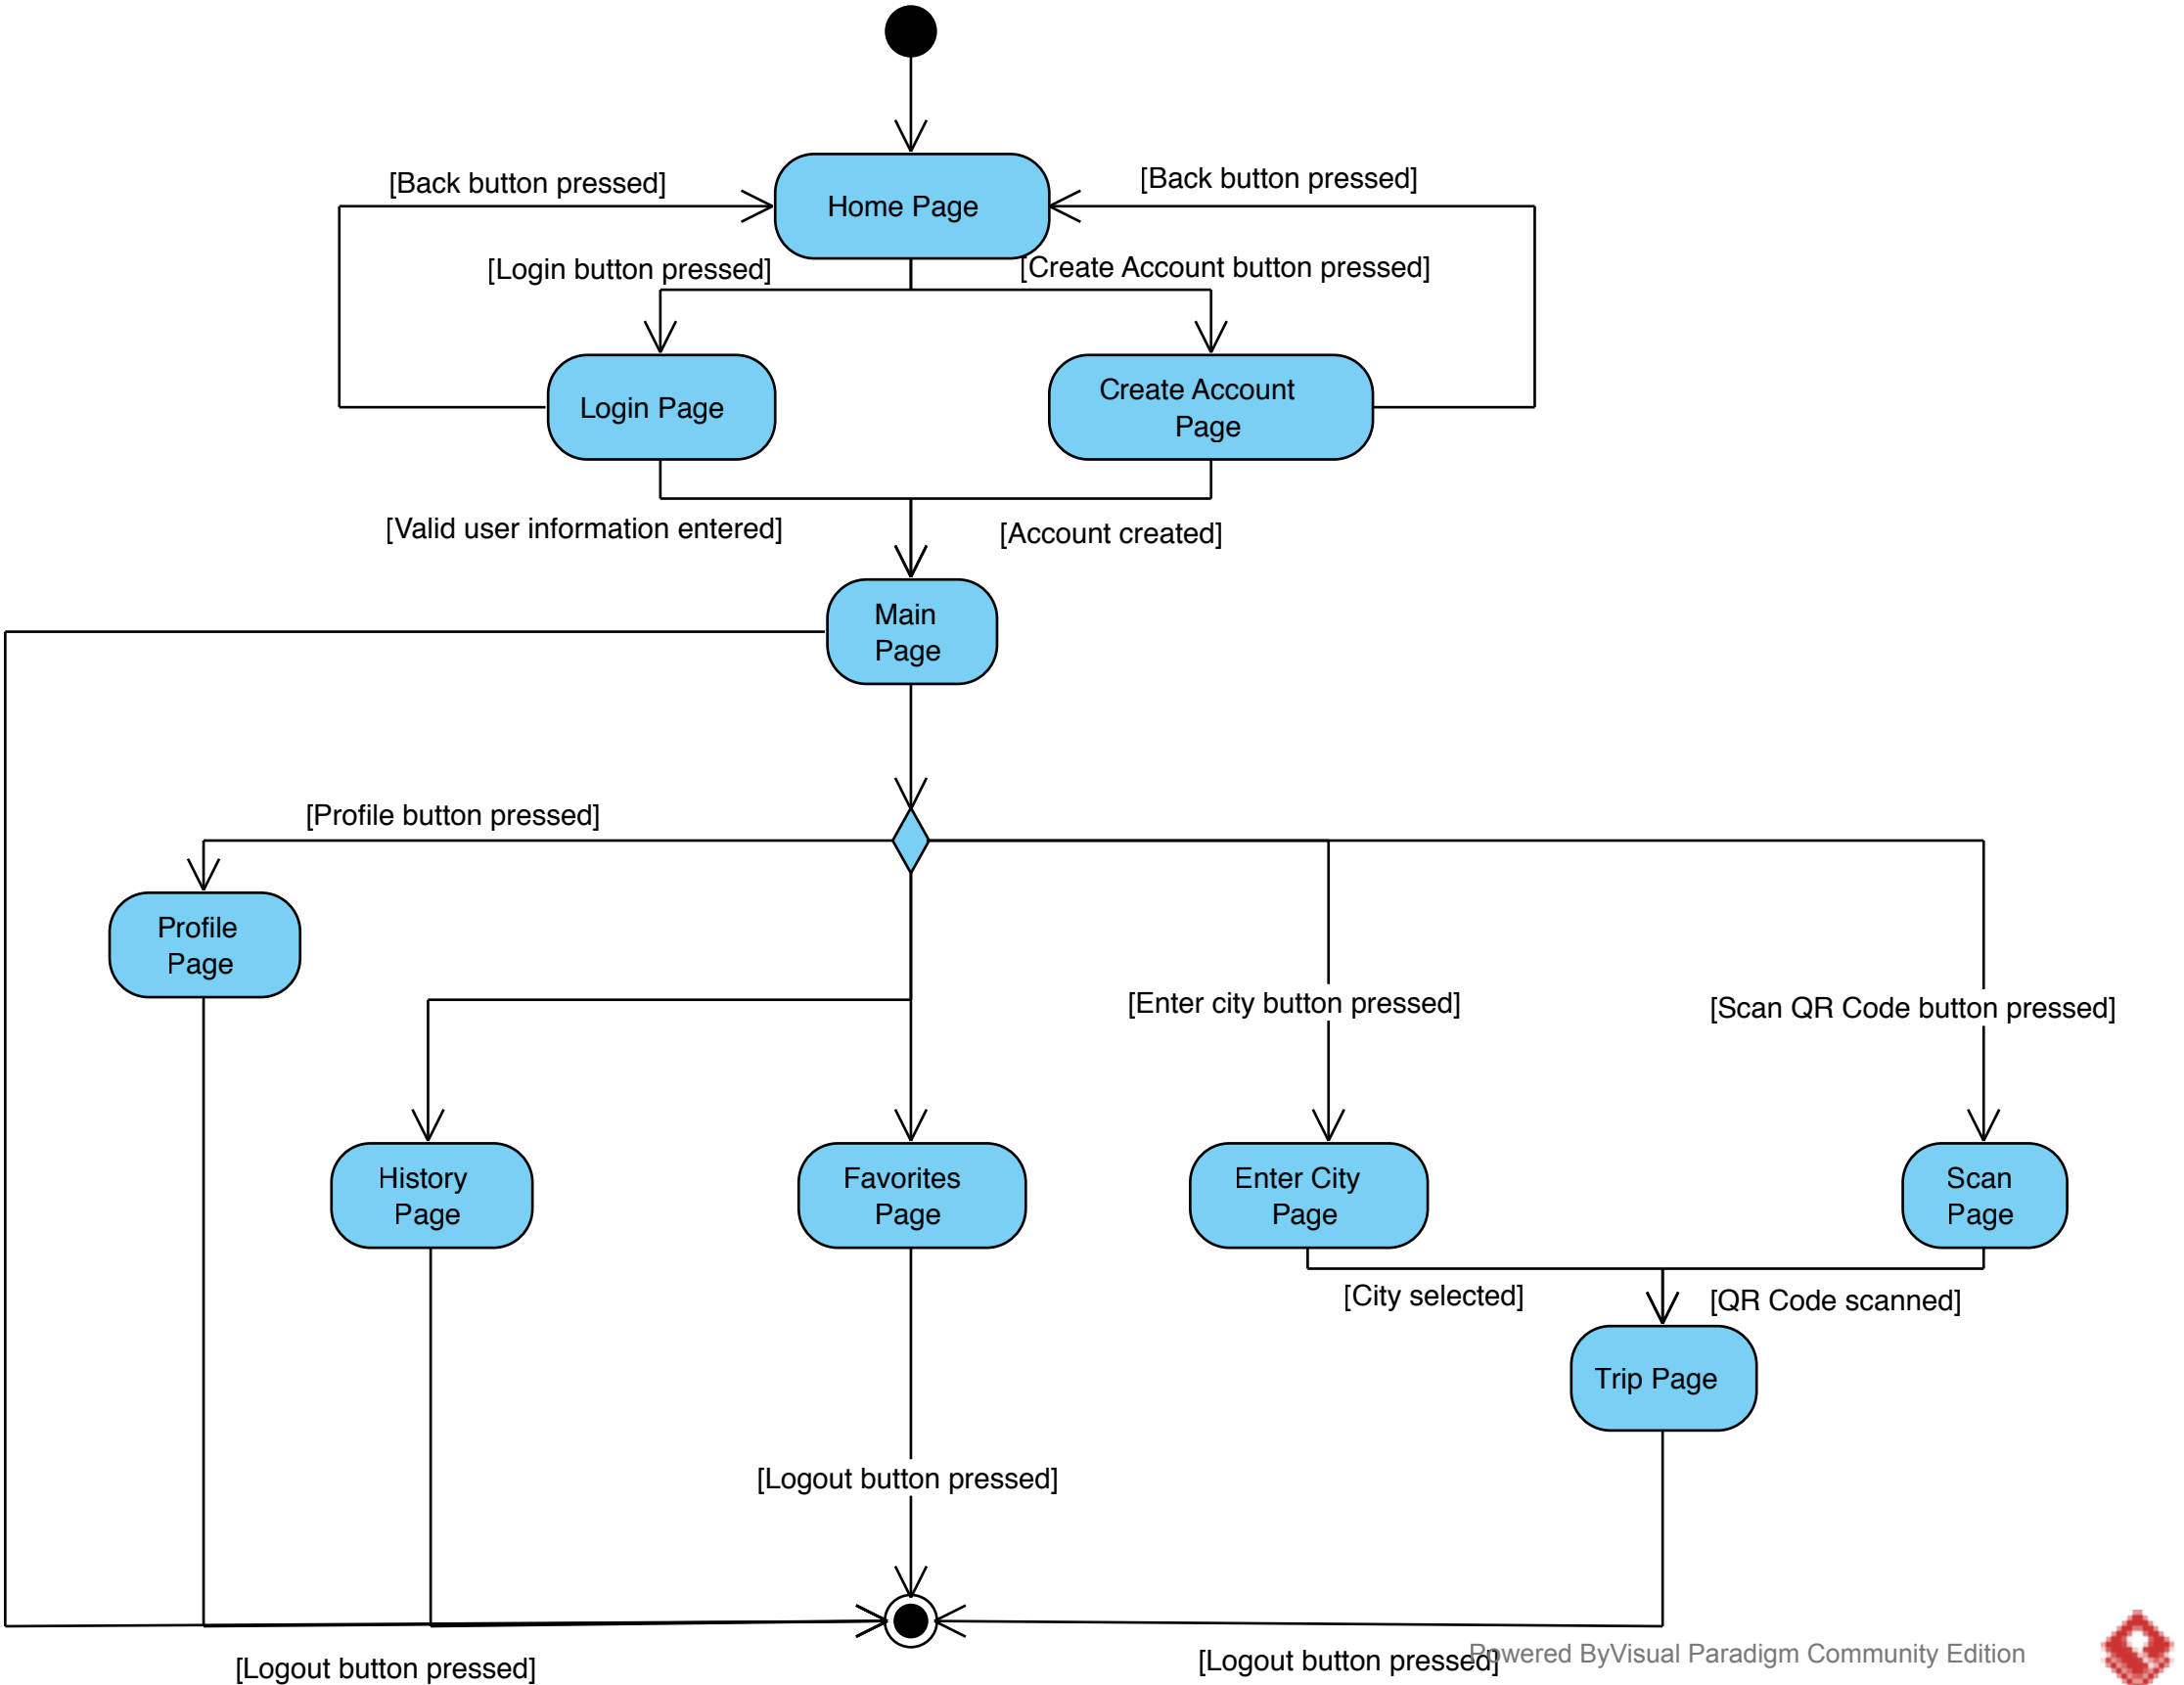 [Back button pressed]
[Back button pressed]
Home Page
[Login button pressed]
[Create Account button pressed]
Login Page
Create Account
Page
[Valid user information entered]
[Account created]
Main
Page
[Profile button pressed]
Profile
Page
[Enter city button pressed]
[Scan QR Code button pressed]
History
Page
Favorites
Page
Enter City
Page
Scan
Page
[City selected]
[QR Code scanned]
Trip Page
[Logout button pressed]
[Logout button pressed]
[Logout button pressed]
Powered ByVisual Paradigm Community Edition